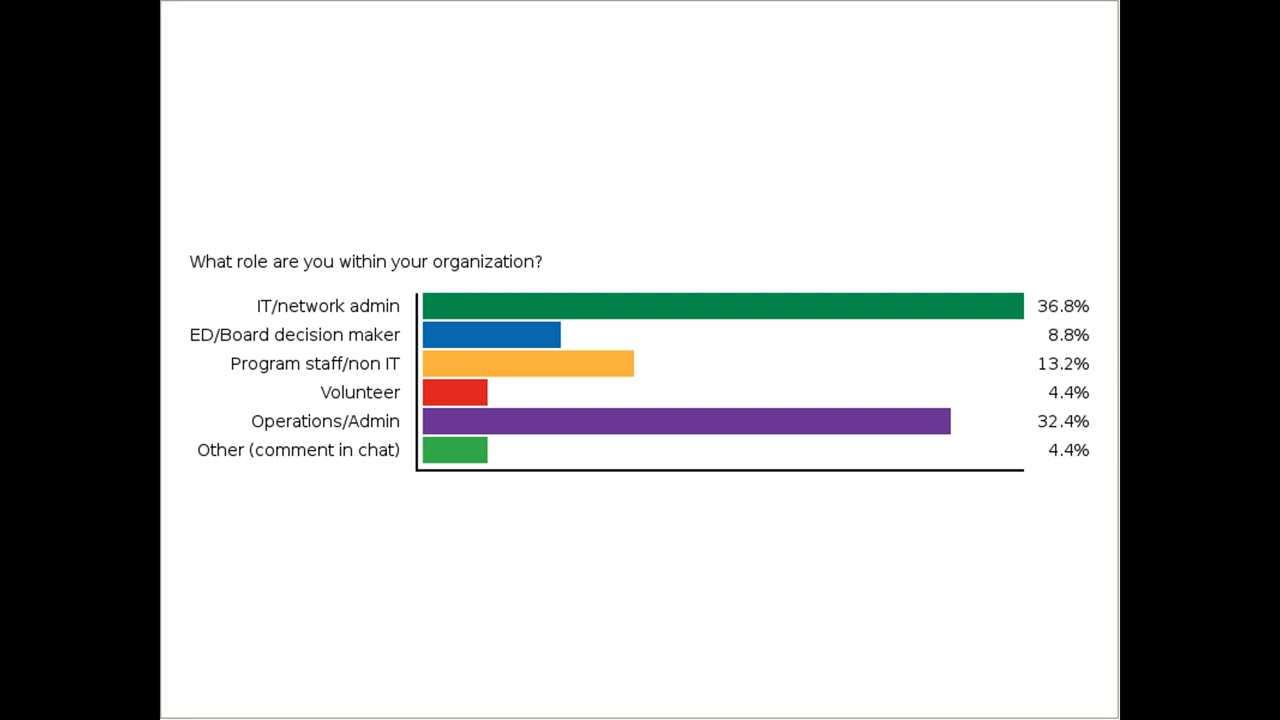 What role are you within your organization?
IT/network admin 36.8%
ED/Board decision maker 8.8%
Program staff/non IT 13.2%
Volunteer 4.4%
Operations/Admin 32.4%
Other (comment in chat) 4.4%